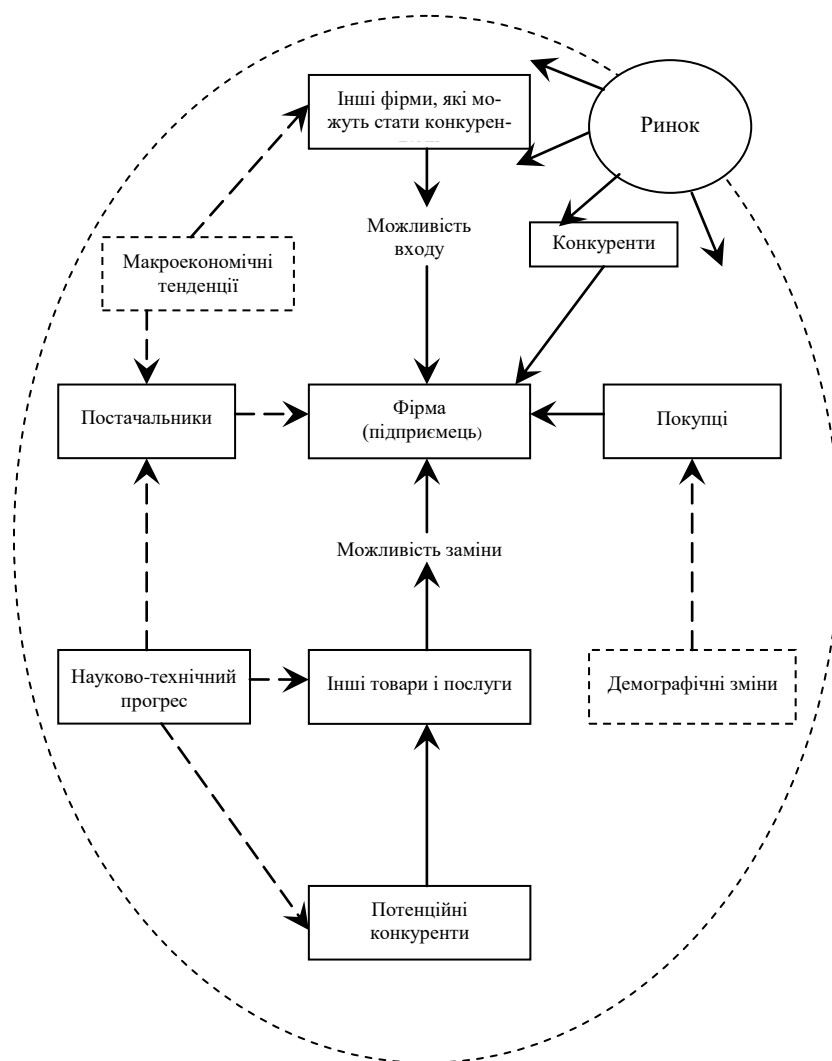 Інші фірми, які мо-
жуть стати конкурен-
Ринок
Можливість
входу
Конкуренти
Макроекономічні
тенденції
Постачальники
Фірма
(підприємець)
Покупці
Можливість заміни
Науково-технічний
прогрес
Інші товари і послуги
Демографічні зміни
Потенційні
конкуренти